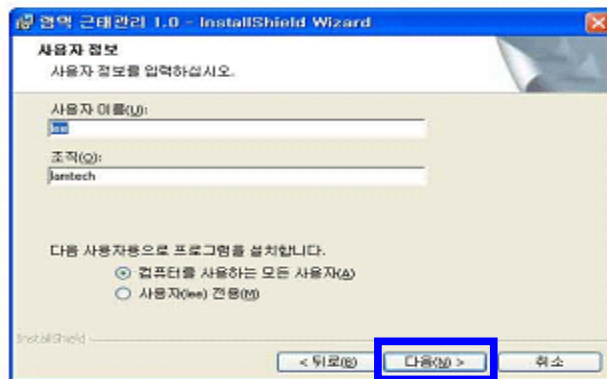 혐맥 근태관리 1.0 - InstallShield Wizard
사용자 정보
사용자 정보를 입력하십시오.
사용자 이름(U):
lee
조직(O):
lamtech
다음 사용자용으로 프로그램을 설치합니다.
컴퓨터를 사용하는 모든 사용자(A)
사용자(lee) 전용(M)
InstallShield
< 뒤로(B)
다음(N) >
취소